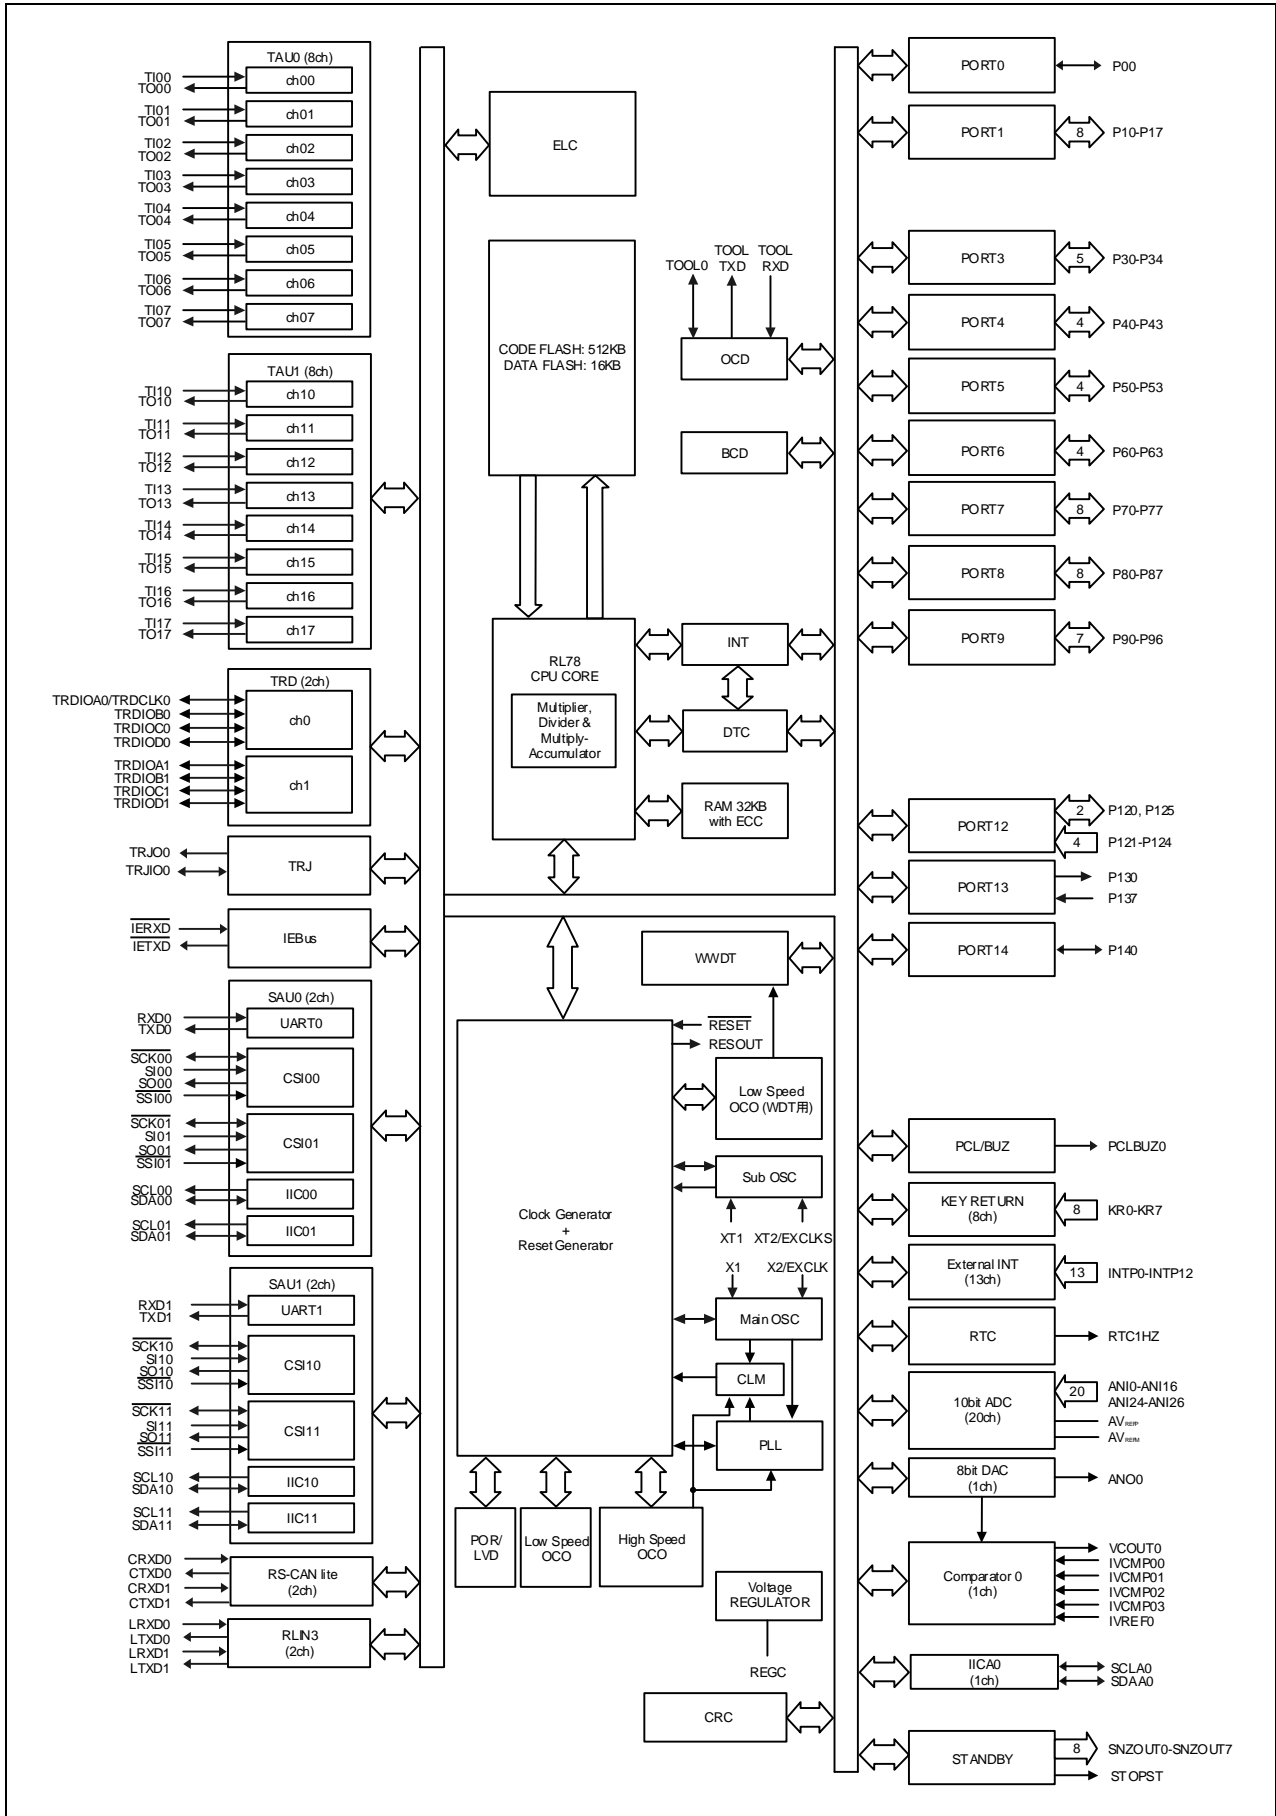 TAU0 (8ch)
TI00
TO00
ch00
TI01
TO01
ch01
TI02
TO02
ch02
TI03
TO03
ch03
TI04
TO04
ch04
TI05
TO05
ch05
TI06
TO06
ch06
TI07
TO07
ch07
TAU1 (8ch)
TI10
TO10
ch10
TI11
TO11
ch11
TI12
TO12
ch12
TI13
TO13
ch13
TI14
TO14
ch14
TI15
TO15
ch15
TI16
TO16
ch16
TI17
TO17
ch17
TRD (2ch)
TRDIOA0/TRDCLK0
TRDIOB0
TRDIOC0
TRDIOD0
ch0
TRDIOA1
TRDIOB1
TRDIOC1
TRDIOD1
ch1
TRJO0
TRJIO0
TRJ
IERXD
IETXD
IEBus
SAU0 (2ch)
RXD0
TXD0
UART0
SCK00
SI00
SO00
SSI00
CSI00
SCK01
SI01
SO01
SSI01
CSI01
SCL00
SDA00
IIC00
SCL01
SDA01
IIC01
SAU1 (2ch)
RXD1
TXD1
UART1
SCK10
SI10
SO10
SSI10
CSI10
SCK11
SI11
SO11
SSI11
CSI11
SCL10
SDA10
IIC10
SCL11
SDA11
IIC11
CRXD0
CTXD0
CRXD1
CTXD1
RS-CAN lite
(2ch)
LRXD0
LTXD0
LRXD1
LTXD1
RLIN3
(2ch)
ELC
CODE FLASH: 512KB
DATA FLASH: 16KB
TOOL0
TOOL
TXD
TOOL
RXD
OCD
BCD
RL78
CPU CORE
Multiplier,
Divider &
Multiply-
Accumulator
INT
DTC
RAM 32KB
with ECC
WWDT
RESET
RESOUT
Low Speed
OCO (WDT用)
Clock Generator
+
Reset Generator
Sub OSC
XT1
XT2/EXCLKS
X1
X2/EXCLK
Main OSC
CLM
PLL
POR/
LVD
Low Speed
OCO
High Speed
OCO
Voltage
REGULATOR
REGC
CRC
PORT0
P00
PORT1
8
P10-P17
PORT3
5
P30-P34
PORT4
4
P40-P43
PORT5
4
P50-P53
PORT6
4
P60-P63
PORT7
8
P70-P77
PORT8
8
P80-P87
PORT9
7
P90-P96
PORT12
2
P120, P125
4
P121-P124
PORT13
P130
P137
PORT14
P140
PCL/BUZ
PCLBUZ0
KEY RETURN
(8ch)
8
KR0-KR7
External INT
(13ch)
13
INTP0-INTP12
RTC
RTC1HZ
10bit ADC
(20ch)
20
ANI0-ANI16
ANI24-ANI26
AVREFP
AVREFM
8bit DAC
(1ch)
ANO0
Comparator 0
(1ch)
VCOUT0
IVCMP00
IVCMP01
IVCMP02
IVCMP03
IVREF0
IICA0
(1ch)
SCLA0
SDAA0
STANDBY
8
SNZOUT0-SNZOUT7
STOPST